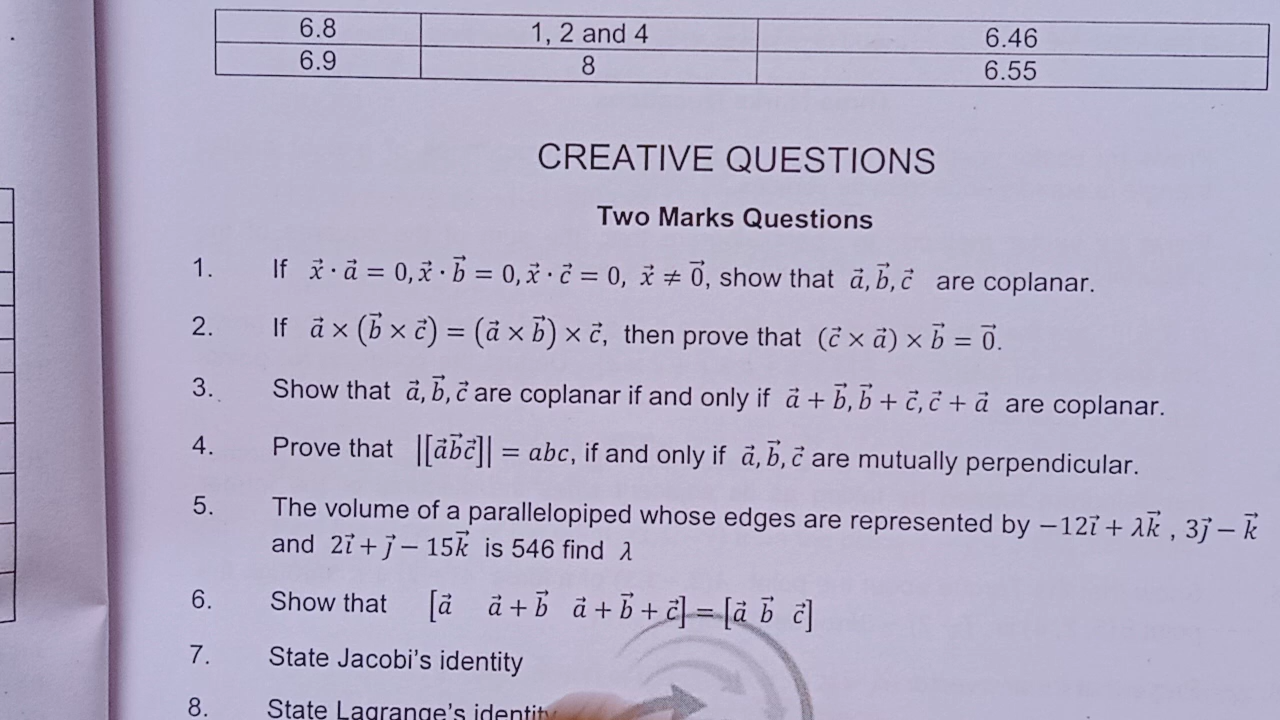 6.8 1, 2 and 4 6.46
6.9 8 6.55
CREATIVE QUESTIONS
Two Marks Questions
1. If x⃗ · a⃗ = 0, x⃗ · b⃗ = 0, x⃗ · c⃗ = 0, x⃗ ≠ 0⃗, show that a⃗, b⃗, c⃗ are coplanar.
2. If a⃗ × (b⃗ × c⃗) = (a⃗ × b⃗) × c⃗, then prove that (c⃗ × a⃗) × b⃗ = 0⃗.
3. Show that a⃗, b⃗, c⃗ are coplanar if and only if a⃗ + b⃗, b⃗ + c⃗, c⃗ + a⃗ are coplanar.
4. Prove that |[a⃗b⃗c⃗]| = abc, if and only if a⃗, b⃗, c⃗ are mutually perpendicular.
5. The volume of a parallelopiped whose edges are represented by −12i⃗ + λk⃗ , 3j⃗ − k⃗
and 2i⃗ + j⃗ − 15k⃗ is 546 find λ
6. Show that [a⃗ a⃗ + b⃗ a⃗ + b⃗ + c⃗] = [a⃗ b⃗ c⃗]
7. State Jacobi's identity
8. State Lagrange's identity